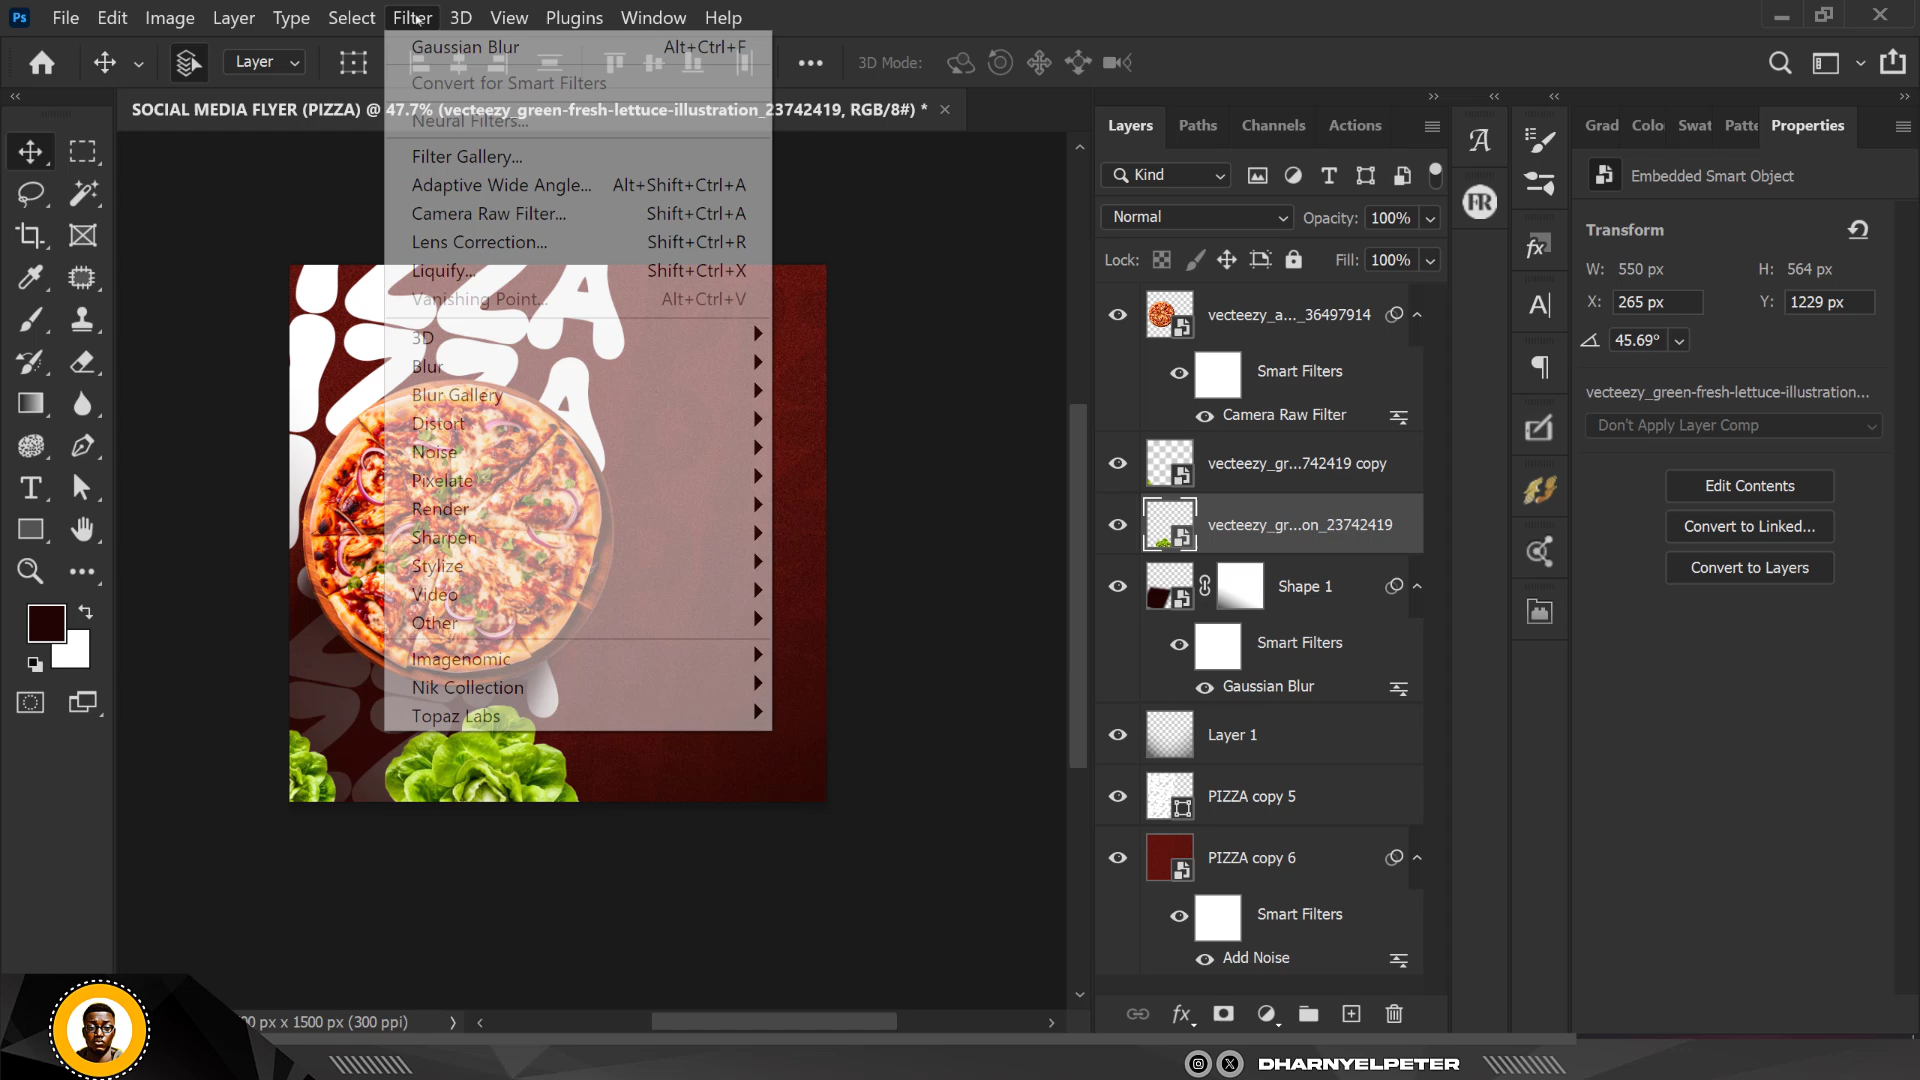 Ps File Edit Image Layer Type Select Filter 3D View Plugins Window Help
Layer
3D Mode:
SOCIAL MEDIA FLYER (PIZZA) @ 47.7% (vecteezy_green-fresh-lettuce-illustration_23742419, RGB/8#) *
Gaussian Blur Alt+Ctrl+F
Convert for Smart Filters
Neural Filters...
Filter Gallery...
Adaptive Wide Angle... Alt+Shift+Ctrl+A
Camera Raw Filter... Shift+Ctrl+A
Lens Correction... Shift+Ctrl+R
Liquify... Shift+Ctrl+X
Vanishing Point... Alt+Ctrl+V
3D
Blur
Blur Gallery
Distort
Noise
Pixelate
Render
Sharpen
Stylize
Video
Other
Imagenomic
Nik Collection
Topaz Labs
Layers Paths Channels Actions
Kind
Normal Opacity: 100%
Lock: Fill: 100%
vecteezy_a..._36497914
Smart Filters
Camera Raw Filter
vecteezy_gr...742419 copy
vecteezy_gr...on_23742419
Shape 1
Smart Filters
Gaussian Blur
Layer 1
PIZZA copy 5
PIZZA copy 6
Smart Filters
Add Noise
fx
A
FR
fx
A
Grad Colo Swat Patte Properties
Embedded Smart Object
Transform
W: 550 px H: 564 px
X: 265 px Y: 1229 px
45.69°
vecteezy_green-fresh-lettuce-illustration...
Don't Apply Layer Comp
Edit Contents
Convert to Linked...
Convert to Layers
px x 1500 px (300 ppi)
DHARNYELPETER